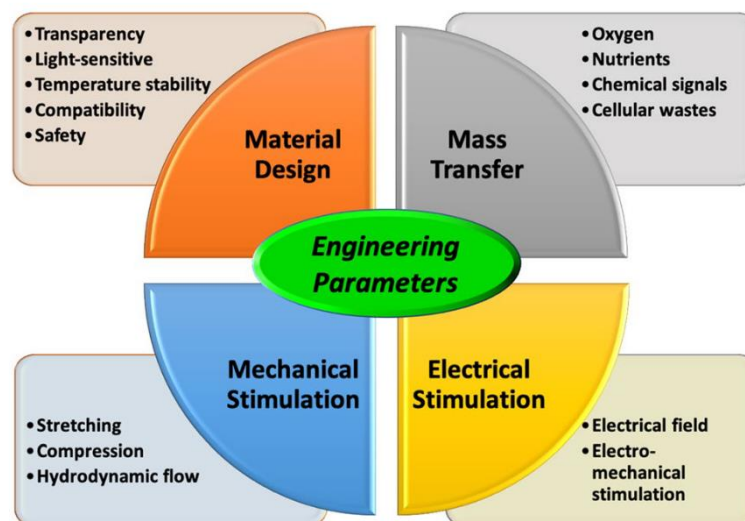 • Transparency
• Light-sensitive
• Temperature stability
• Compatibility
• Safety
Material
Design
• Oxygen
• Nutrients
• Chemical signals
• Cellular wastes
Mass
Transfer
Engineering
Parameters
Mechanical
Stimulation
• Stretching
• Compression
• Hydrodynamic flow
Electrical
Stimulation
• Electrical field
• Electro-
mechanical
stimulation